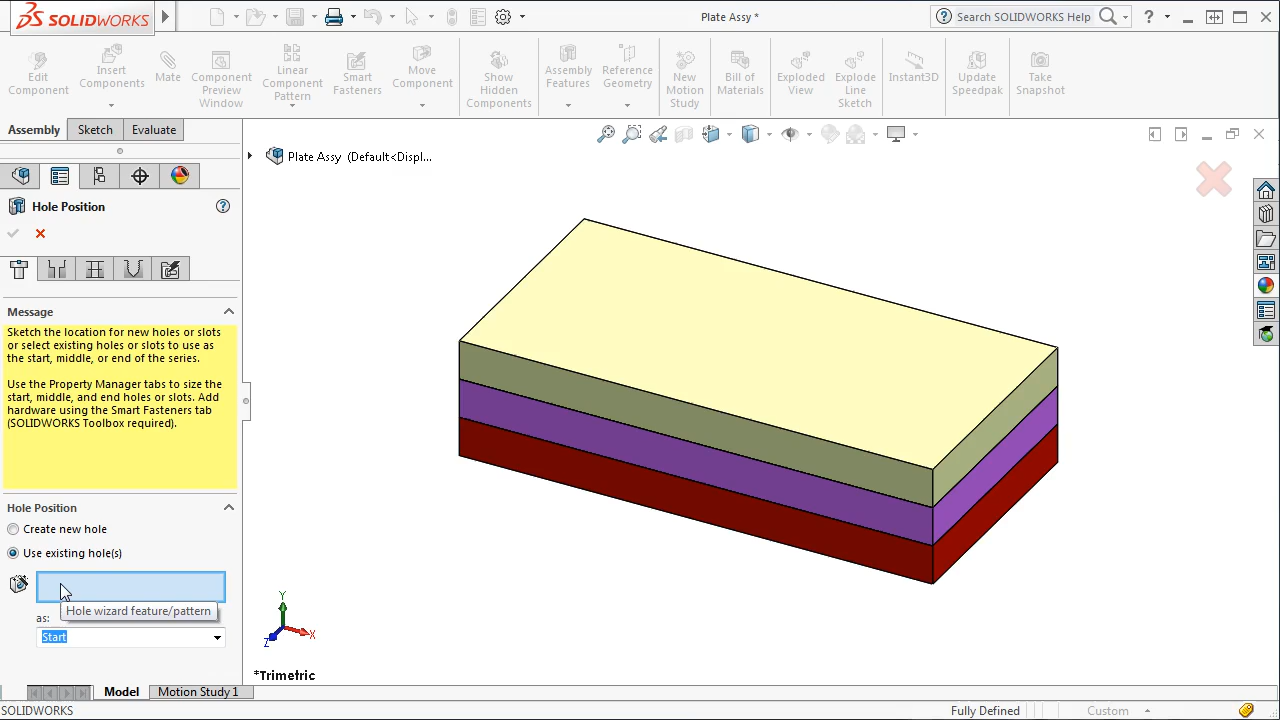 SOLIDWORKS
Plate Assy *
Search SOLIDWORKS Help
?
Edit
Component
Insert
Components
Mate
Component
Preview
Window
Linear
Component
Pattern
Smart
Fasteners
Move
Component
Show
Hidden
Components
Assembly
Features
Reference
Geometry
New
Motion
Study
Bill of
Materials
Exploded
View
Explode
Line
Sketch
Instant3D
Update
Speedpak
Take
Snapshot
Assembly
Sketch
Evaluate
Plate Assy (Default<Displ...
Hole Position
?
Message
Sketch the location for new holes or slots
or select existing holes or slots to use as
the start, middle, or end of the series.
Use the Property Manager tabs to size the
start, middle, and end holes or slots. Add
hardware using the Smart Fasteners tab
(SOLIDWORKS Toolbox required).
Hole Position
Create new hole
Use existing hole(s)
Hole wizard feature/pattern
as:
Start
Y
X
Z
*Trimetric
Model
Motion Study 1
SOLIDWORKS
Fully Defined
Custom